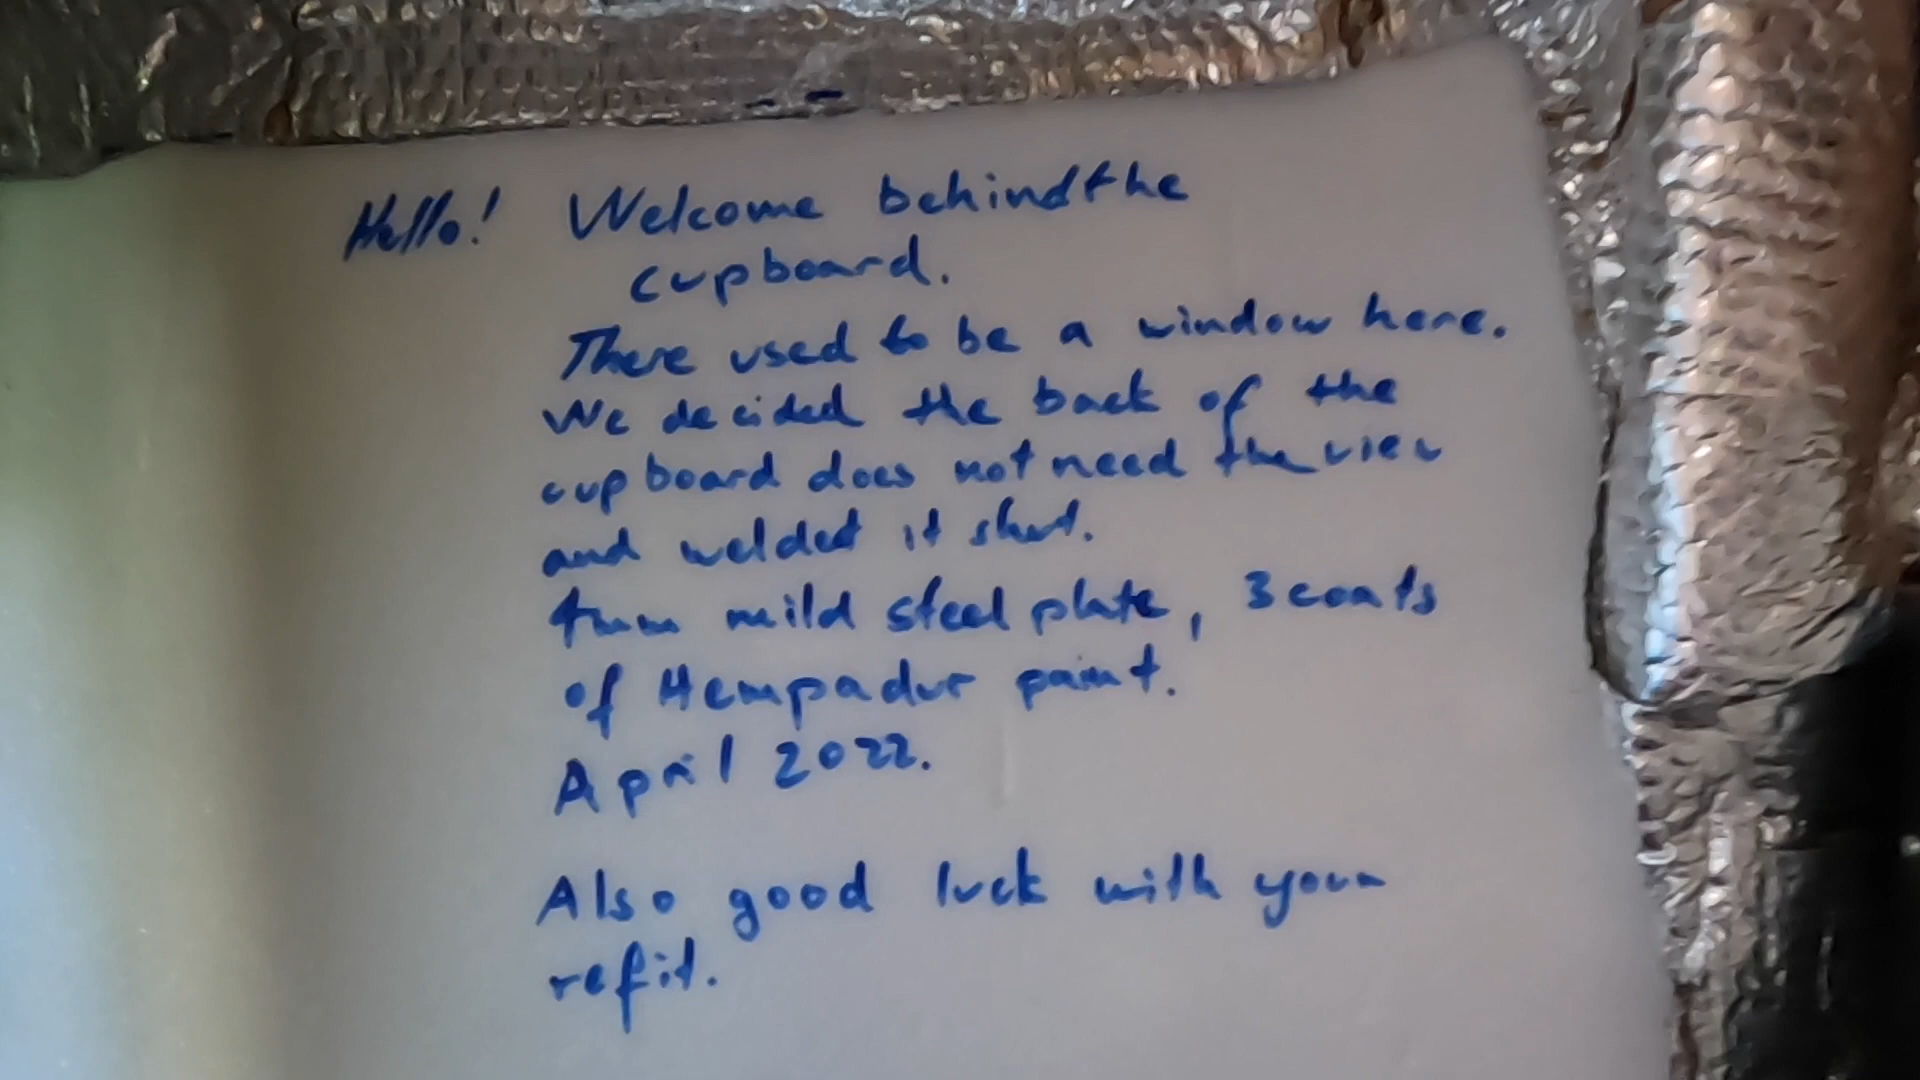 Hello! Welcome behind the
cupboard.
There used to be a window here.
We decided the back of the
cupboard does not need the view
and welded it shut.
4mm mild steel plate, 3 coats
of Hempadur paint.
April 2022.
Also good luck with your
refit.